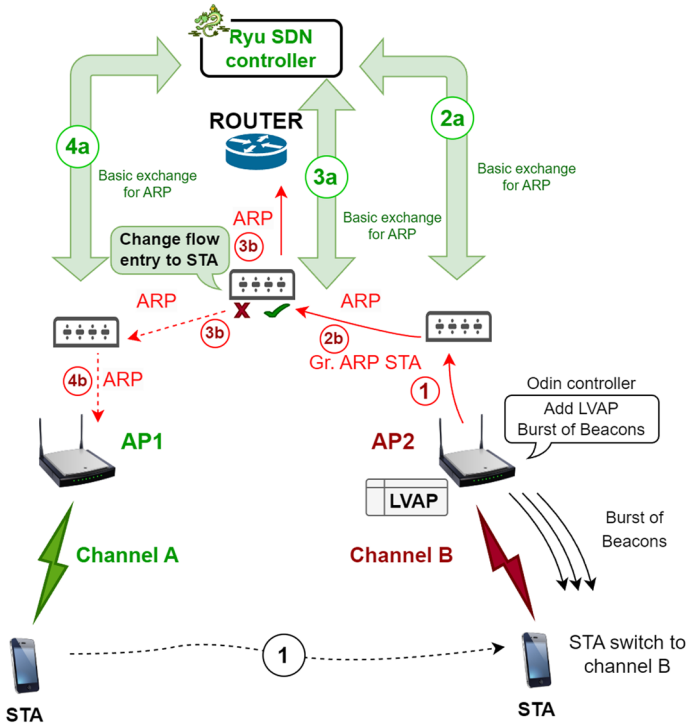 Ryu SDN
controller
ROUTER
4a
2a
3a
Basic exchange
for ARP
Basic exchange
for ARP
Basic exchange
for ARP
ARP
3b
Change flow
entry to STA
ARP
3b
ARP
2b
Gr. ARP STA
1
4b
ARP
Odin controller
Add LVAP
Burst of Beacons
AP1
AP2
LVAP
Channel A
Channel B
Burst of
Beacons
1
STA switch to
channel B
STA
STA